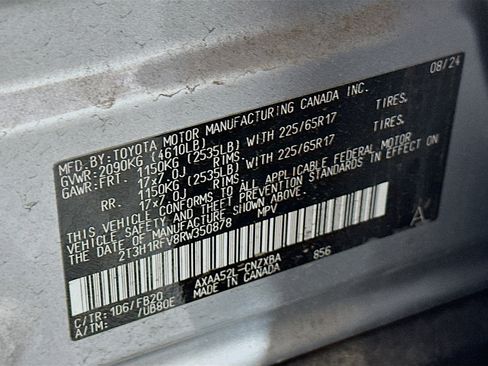 MFD. BY: TOYOTA MOTOR MANUFACTURING CANADA INC. 08/24
GVWR: 2090KG (4610LB)
GAWR: FRT. 1150KG (2535LB) WITH 225/65R17 TIRES,
17x7.0J RIMS
RR. 1150KG (2535LB) WITH 225/65R17 TIRES,
17x7.0J RIMS
THIS VEHICLE CONFORMS TO ALL APPLICABLE FEDERAL MOTOR
VEHICLE SAFETY STANDARDS IN EFFECT ON THE
DATE OF MANUFACTURE SHOWN ABOVE.
2T3H1RFV8RW350878 MPV A
C/TR: 1D6/FB20 AXAA52L-CNZXBA 856
A/TM: /UB80E MADE IN CANADA